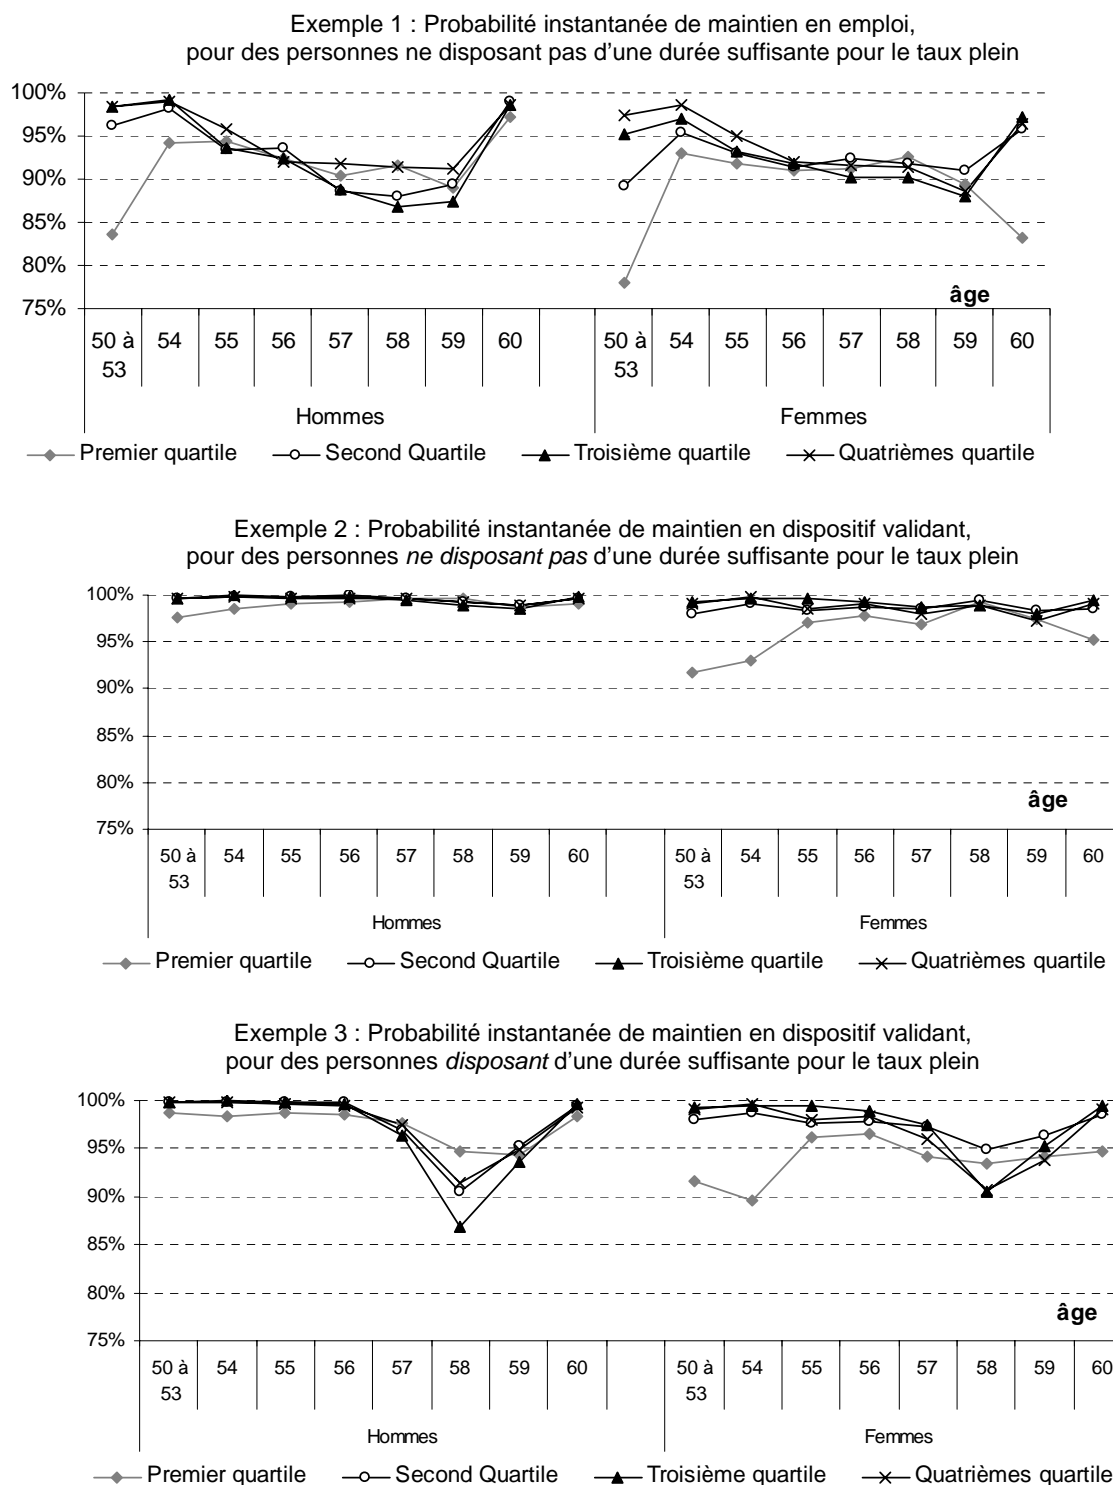 Exemple 1 : Probabilité instantanée de maintien en emploi,
pour des personnes ne disposant pas d'une durée suffisante pour le taux plein
100%
95%
90%
85%
80%
75%
âge
50 à 53 54 55 56 57 58 59 60 50 à 53 54 55 56 57 58 59 60
Hommes Femmes
Premier quartile Second Quartile Troisième quartile Quatrièmes quartile
Exemple 2 : Probabilité instantanée de maintien en dispositif validant,
pour des personnes ne disposant pas d'une durée suffisante pour le taux plein
100%
95%
90%
85%
80%
75%
âge
50 à 53 54 55 56 57 58 59 60 50 à 53 54 55 56 57 58 59 60
Hommes Femmes
Premier quartile Second Quartile Troisième quartile Quatrièmes quartile
Exemple 3 : Probabilité instantanée de maintien en dispositif validant,
pour des personnes disposant d'une durée suffisante pour le taux plein
100%
95%
90%
85%
80%
75%
âge
50 à 53 54 55 56 57 58 59 60 50 à 53 54 55 56 57 58 59 60
Hommes Femmes
Premier quartile Second Quartile Troisième quartile Quatrièmes quartile